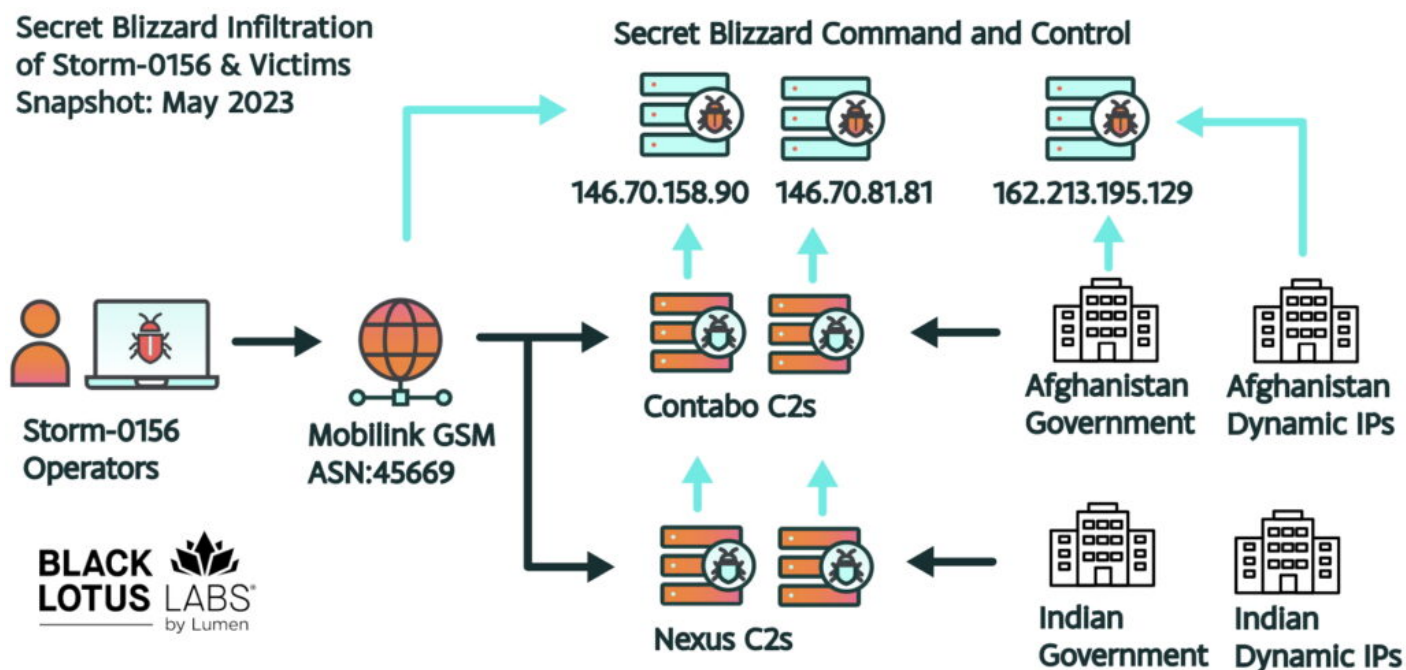 Secret Blizzard Infiltration
of Storm-0156 & Victims
Snapshot: May 2023
Secret Blizzard Command and Control
146.70.158.90
146.70.81.81
162.213.195.129
Storm-0156
Operators
Mobilink GSM
ASN:45669
Contabo C2s
Afghanistan
Government
Afghanistan
Dynamic IPs
Nexus C2s
Indian
Government
Indian
Dynamic IPs
BLACK
LOTUS LABS®
by Lumen